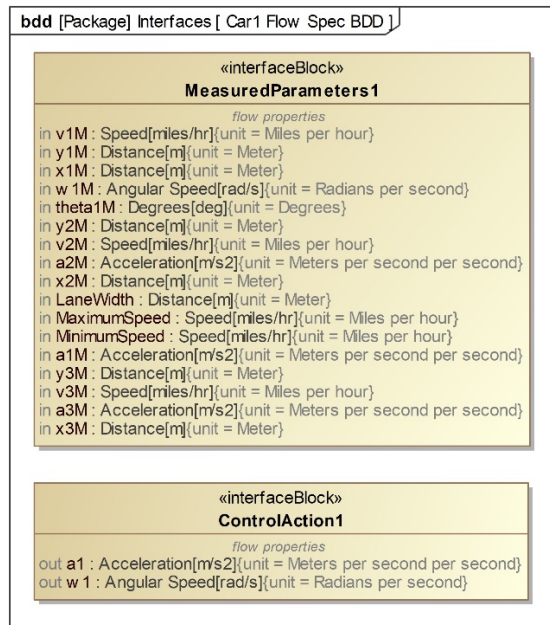 bdd [Package] Interfaces [ Car1 Flow Spec BDD ]
«interfaceBlock»
MeasuredParameters1
flow properties
in v1M : Speed[miles/hr]{unit = Miles per hour}
in y1M : Distance[m]{unit = Meter}
in x1M : Distance[m]{unit = Meter}
in w1M : Angular Speed[rad/s]{unit = Radians per second}
in theta1M : Degrees[deg]{unit = Degrees}
in y2M : Distance[m]{unit = Meter}
in v2M : Speed[miles/hr]{unit = Miles per hour}
in a2M : Acceleration[m/s2]{unit = Meters per second per second}
in x2M : Distance[m]{unit = Meter}
in LaneWidth : Distance[m]{unit = Meter}
in MaximumSpeed : Speed[miles/hr]{unit = Miles per hour}
in MinimumSpeed : Speed[miles/hr]{unit = Miles per hour}
in a1M : Acceleration[m/s2]{unit = Meters per second per second}
in y3M : Distance[m]{unit = Meter}
in v3M : Speed[miles/hr]{unit = Miles per hour}
in a3M : Acceleration[m/s2]{unit = Meters per second per second}
in x3M : Distance[m]{unit = Meter}
«interfaceBlock»
ControlAction1
flow properties
out a1 : Acceleration[m/s2]{unit = Meters per second per second}
out w1 : Angular Speed[rad/s]{unit = Radians per second}